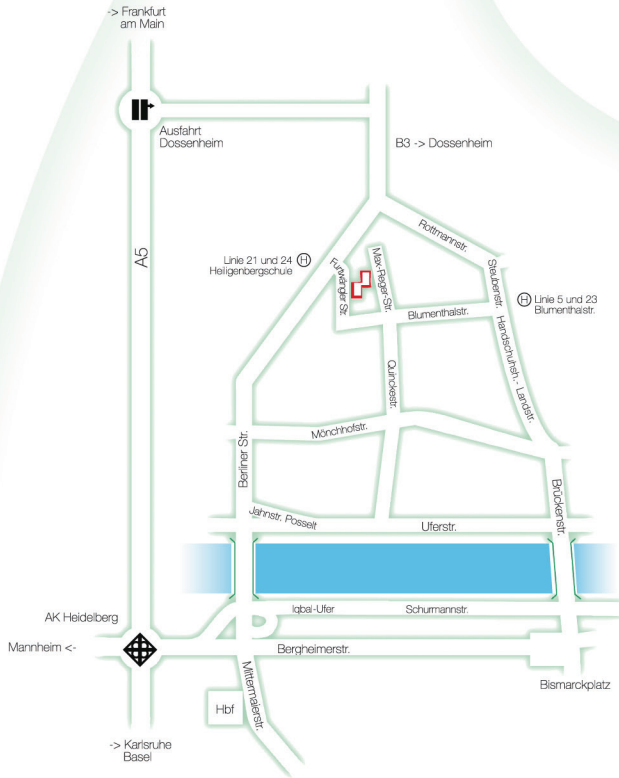 -> Frankfurt
am Main
Ausfahrt
Dossenheim
B3 -> Dossenheim
A5
Rottmannstr.
Linie 21 und 24 H
Heiligenbergschule
Furtwängler Str.
Max-Reger-Str.
Steubenstr.
H Linie 5 und 23
Blumenthalstr.
Blumenthalstr.
Handschuhsh.- Landstr.
Quinckestr.
Mönchhofstr.
Berliner Str.
Brückenstr.
Jahnstr. Posselt
Uferstr.
Iqbal-Ufer
Schurmannstr.
AK Heidelberg
Mannheim <-
Bergheimerstr.
Mittermaierstr.
Bismarckplatz
Hbf
-> Karlsruhe
Basel